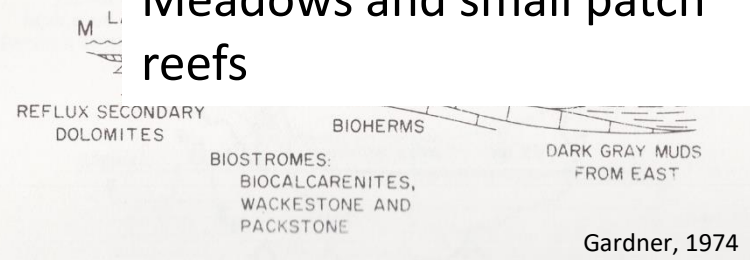 Meadows and small patch
reefs
M
REFLUX SECONDARY
DOLOMITES
BIOHERMS
BIOSTROMES:
BIOCALCARENITES,
WACKESTONE AND
PACKSTONE
DARK GRAY MUDS
FROM EAST
Gardner, 1974